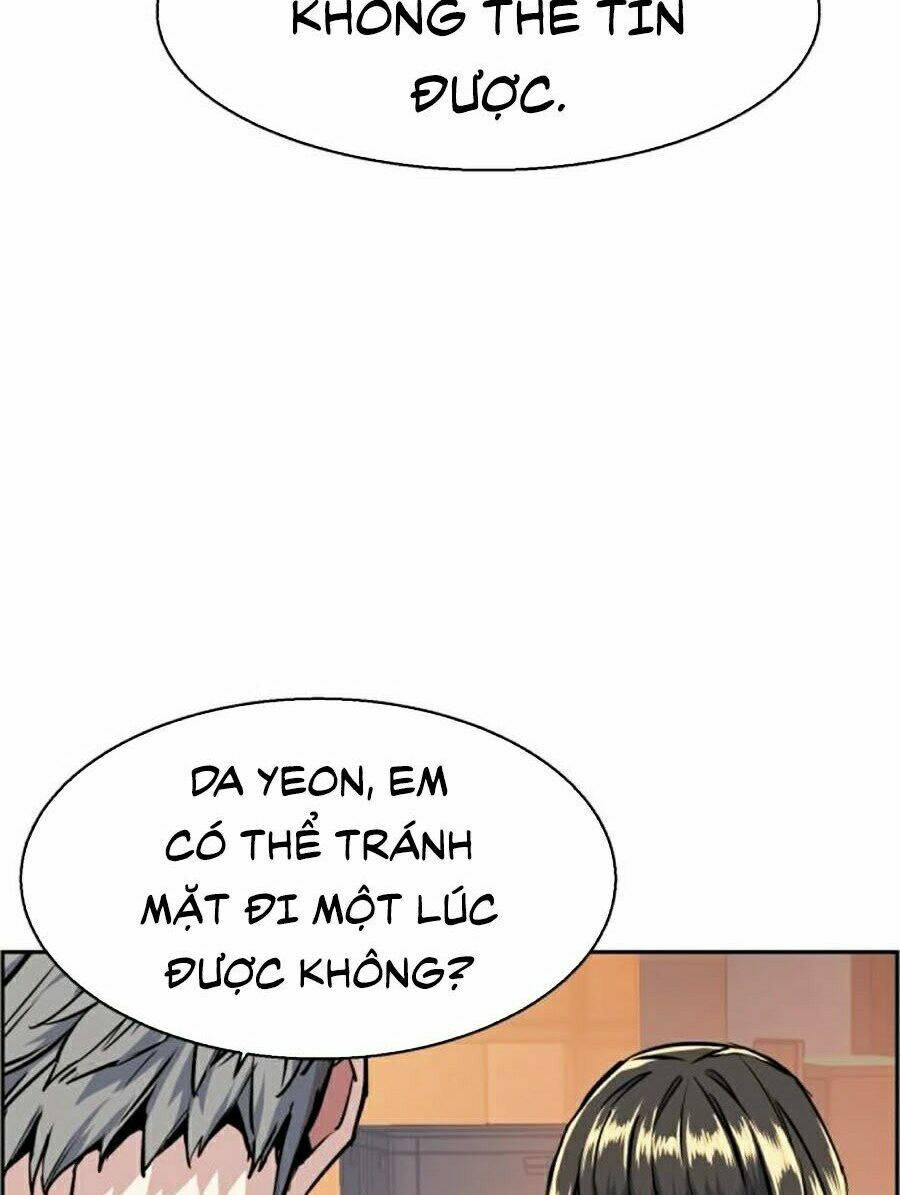 KHÔNG THỂ TIN
ĐƯỢC.
DA YEON, EM
CÓ THỂ TRÁNH
MẶT ĐI MỘT LÚC
ĐƯỢC KHÔNG?